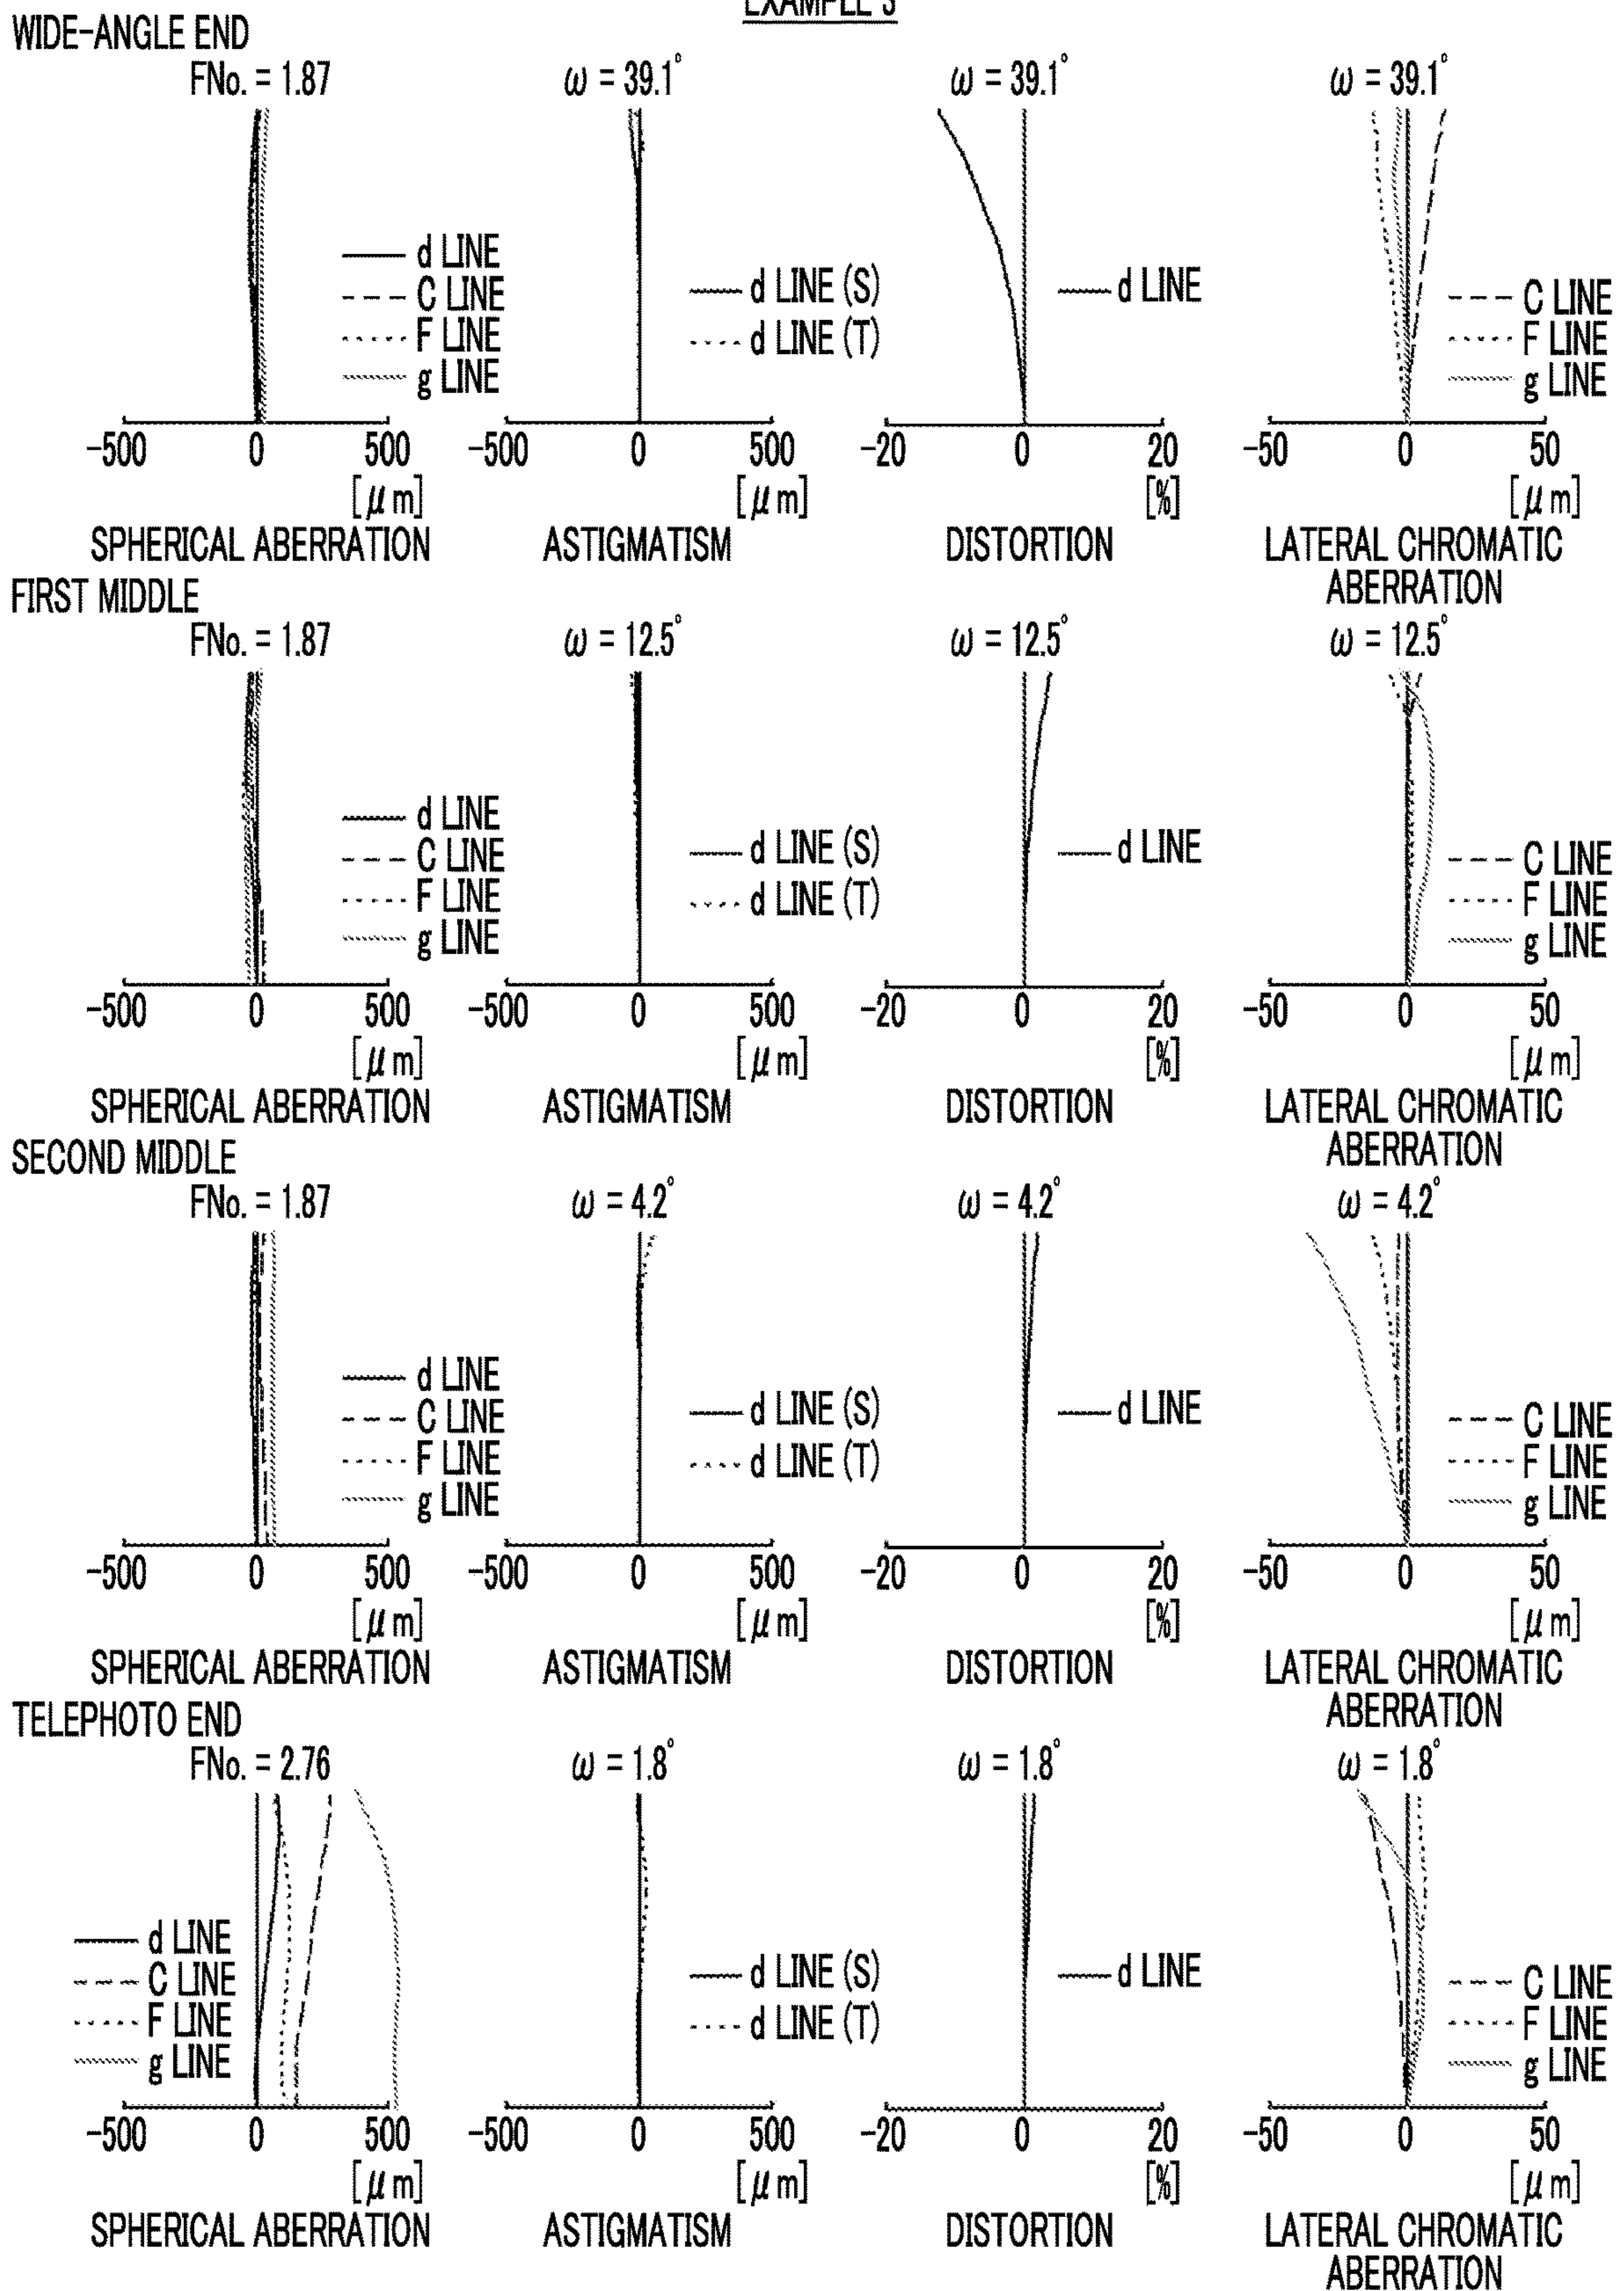 EXAMPLE 3
WIDE-ANGLE END
FNo. = 1.87
ω = 39.1°
ω = 39.1°
ω = 39.1°
d LINE
C LINE
F LINE
g LINE
d LINE (S)
d LINE (T)
d LINE
C LINE
F LINE
g LINE
-500 0 500
-500 0 500
-20 0 20
-50 0 50
[μm]
[μm]
[%]
[μm]
SPHERICAL ABERRATION
ASTIGMATISM
DISTORTION
LATERAL CHROMATIC
ABERRATION
FIRST MIDDLE
FNo. = 1.87
ω = 12.5°
ω = 12.5°
ω = 12.5°
d LINE
C LINE
F LINE
g LINE
d LINE (S)
d LINE (T)
d LINE
C LINE
F LINE
g LINE
-500 0 500
-500 0 500
-20 0 20
-50 0 50
[μm]
[μm]
[%]
[μm]
SPHERICAL ABERRATION
ASTIGMATISM
DISTORTION
LATERAL CHROMATIC
ABERRATION
SECOND MIDDLE
FNo. = 1.87
ω = 4.2°
ω = 4.2°
ω = 4.2°
d LINE
C LINE
F LINE
g LINE
d LINE (S)
d LINE (T)
d LINE
C LINE
F LINE
g LINE
-500 0 500
-500 0 500
-20 0 20
-50 0 50
[μm]
[μm]
[%]
[μm]
SPHERICAL ABERRATION
ASTIGMATISM
DISTORTION
LATERAL CHROMATIC
ABERRATION
TELEPHOTO END
FNo. = 2.76
ω = 1.8°
ω = 1.8°
ω = 1.8°
d LINE
C LINE
F LINE
g LINE
d LINE (S)
d LINE (T)
d LINE
C LINE
F LINE
g LINE
-500 0 500
-500 0 500
-20 0 20
-50 0 50
[μm]
[μm]
[%]
[μm]
SPHERICAL ABERRATION
ASTIGMATISM
DISTORTION
LATERAL CHROMATIC
ABERRATION